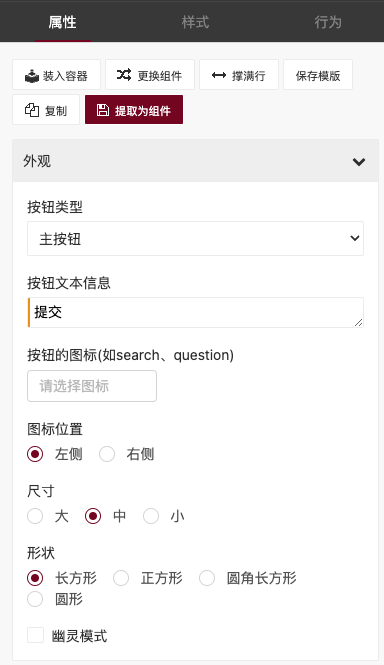 属性 样式 行为
装入容器 更换组件 撑满行 保存模版
复制 提取为组件
外观
按钮类型
主按钮
按钮文本信息
提交
按钮的图标(如search、question)
请选择图标
图标位置
左侧 右侧
尺寸
大 中 小
形状
长方形 正方形 圆角长方形
圆形
幽灵模式